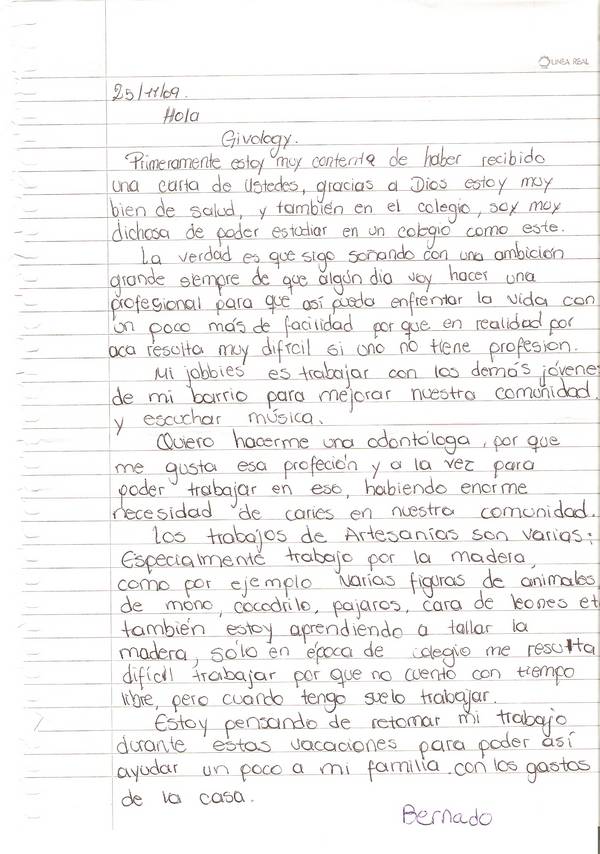 LINEA REAL
25/11/09.
Hola
Givology.
Primeramente estoy muy contenta de haber recibido
una carta de Ustedes, gracias a Dios estoy muy
bien de salud, y también en el colegio, soy muy
dichosa de poder estudiar en un colegio como este.
La verdad es que sigo soñando con una ambición
grande siempre de que algún dia voy hacer una
profesional para que así pueda enfrentar la vida con
un poco más de facilidad por que en realidad por
aca resulta muy difícil si uno no tiene profesion.
Mi jobbies es trabajar con los demás jóvenes
de mi barrio para mejorar nuestra comunidad.
y escuchar música.
Quiero hacerme una odontóloga, por que
me gusta esa profeción y a la vez para
poder trabajar en eso, habiendo enorme
necesidad de caries en nuestra comunidad.
Los trabajos de Artesanías son varias;
Especialmente trabajo por la madera,
como por ejemplo varias figuras de animales,
de mono, cocodrilo, pajaros, cara de leones et
también estoy aprendiendo a tallar la
madera, sólo en época de colegio me resulta
difícil trabajar por que no cuento con tiempo
libre, pero cuando tengo suelo trabajar.
Estoy pensando de retomar mi trabajo
durante estas vacaciones para poder así
ayudar un poco a mi familia con los gastos
de la casa.
Bernado